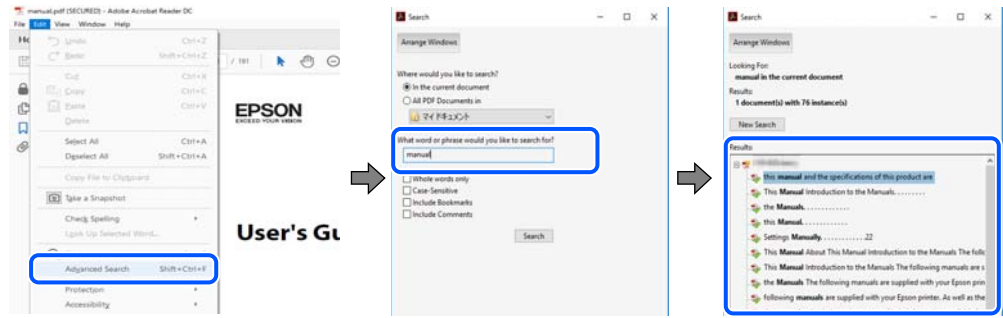 manual.pdf (SECURED) - Adobe Acrobat Reader DC
File Edit View Window Help
Undo Ctrl+Z
Shift+Ctrl+Z
Cut Ctrl+X
Copy Ctrl+C
Paste Ctrl+V
Delete
Select All Ctrl+A
Deselect All Shift+Ctrl+A
Copy File to Clipboard
Take a Snapshot
Check Spelling
Look Up Selected Word...
Advanced Search Shift+Ctrl+F
Protection
Accessibility
/ 181
EPSON
EXCEED YOUR VISION
User's Gu
Search
Arrange Windows
Where would you like to search?
In the current document
All PDF Documents in
マイ ドキュメント
What word or phrase would you like to search for?
manual
Whole words only
Case-Sensitive
Include Bookmarks
Include Comments
Search
Search
Arrange Windows
Looking For:
manual in the current document
Results:
1 document(s) with 76 instance(s)
New Search
Results:
this manual and the specifications of this product are
This Manual Introduction to the Manuals. . . . . . . . .
the Manuals. . . . . . . . . . . . .
this Manual. . . . . . . . . . . . .
Settings Manually. . . . . . . . . . . . .22
This Manual About This Manual Introduction to the Manuals The follo
This Manual Introduction to the Manuals The following manuals are s
the Manuals The following manuals are supplied with your Epson prin
following manuals are supplied with your Epson printer. As well as the